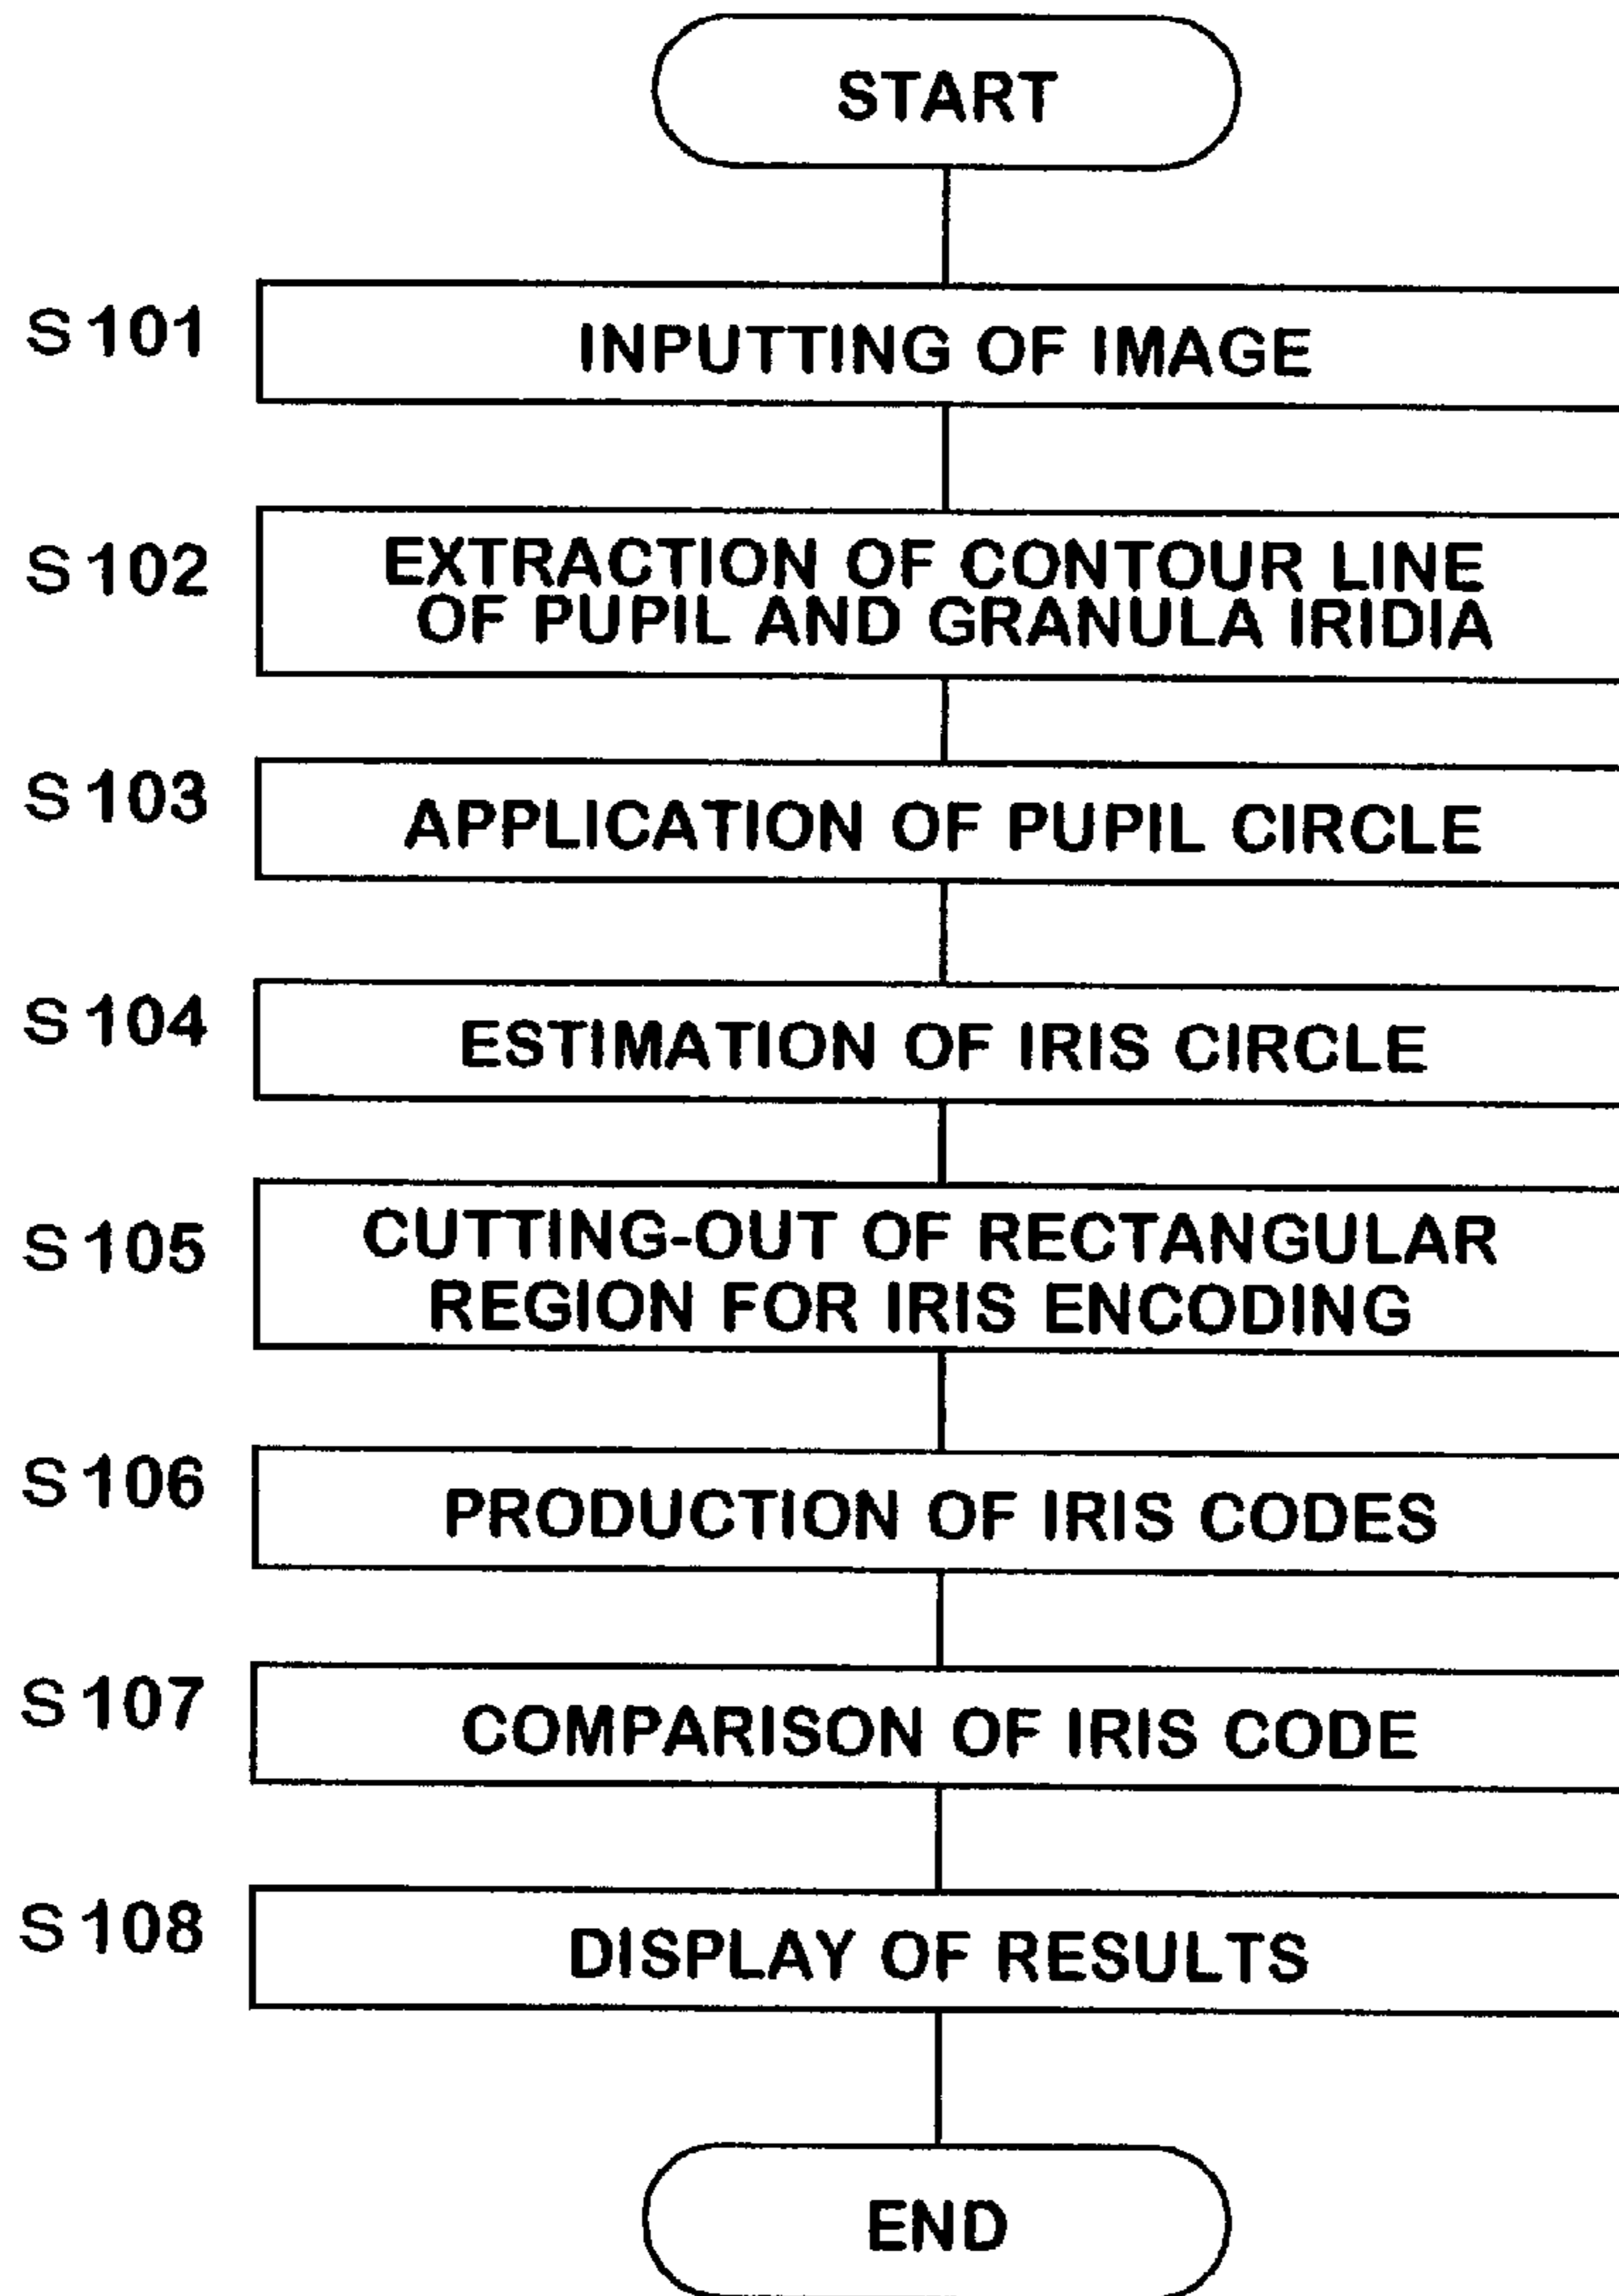 START
S101
INPUTTING OF IMAGE
S102
EXTRACTION OF CONTOUR LINE
OF PUPIL AND GRANULA IRIDIA
S103
APPLICATION OF PUPIL CIRCLE
S104
ESTIMATION OF IRIS CIRCLE
S105
CUTTING-OUT OF RECTANGULAR
REGION FOR IRIS ENCODING
S106
PRODUCTION OF IRIS CODES
S107
COMPARISON OF IRIS CODE
S108
DISPLAY OF RESULTS
END